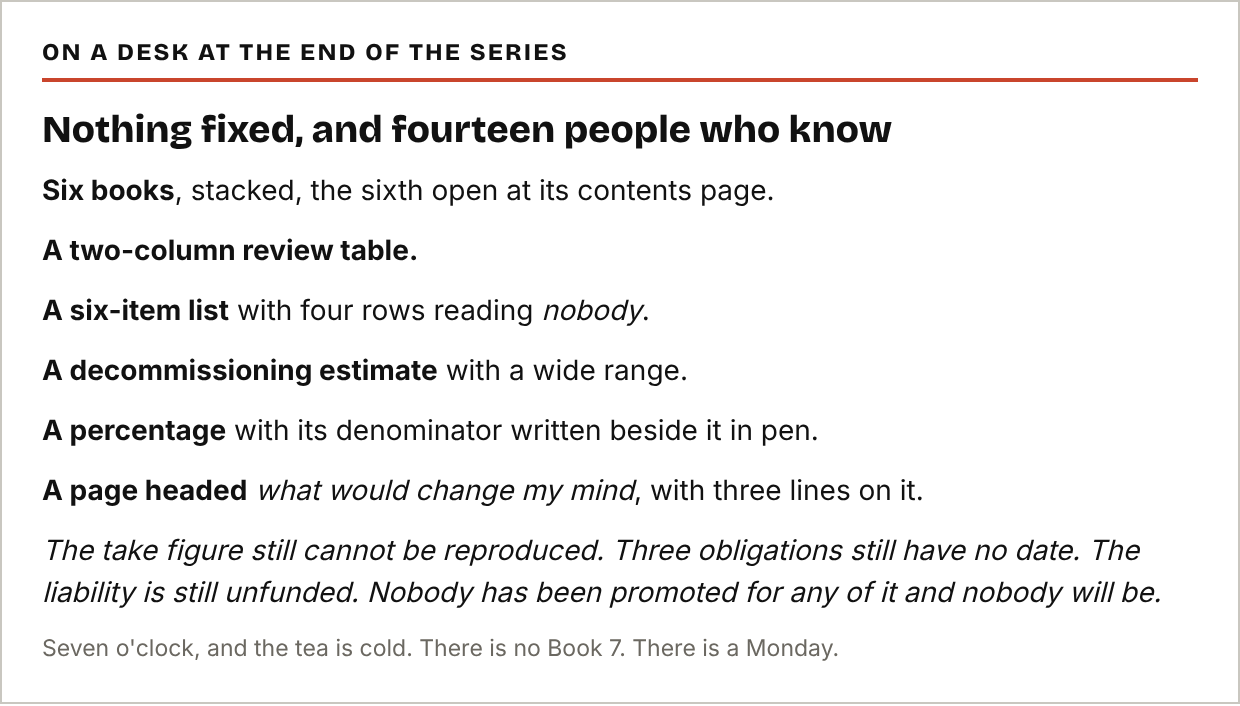 ON A DESK AT THE END OF THE SERIES
Nothing fixed, and fourteen people who know
Six books, stacked, the sixth open at its contents page.
A two-column review table.
A six-item list with four rows reading nobody.
A decommissioning estimate with a wide range.
A percentage with its denominator written beside it in pen.
A page headed what would change my mind, with three lines on it.
The take figure still cannot be reproduced. Three obligations still have no date. The
liability is still unfunded. Nobody has been promoted for any of it and nobody will be.
Seven o'clock, and the tea is cold. There is no Book 7. There is a Monday.